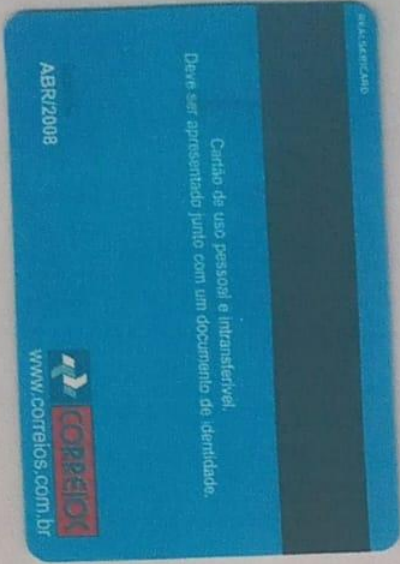 REALSERICARD
Cartão de uso pessoal e intransferível.
Deve ser apresentado junto com um documento de identidade.
ABR/2008
CORREIOS
www.correios.com.br